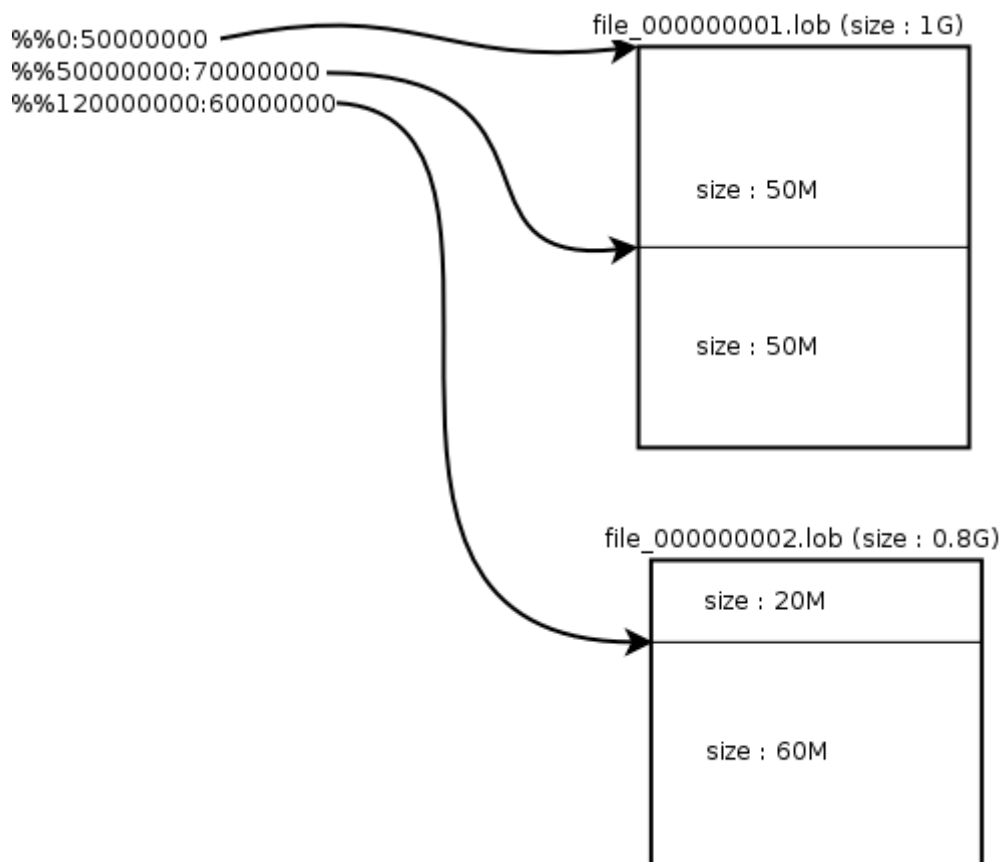 %%0:50000000
%%50000000:70000000
%%120000000:60000000
file_000000001.lob (size : 1G)
size : 50M
size : 50M
file_000000002.lob (size : 0.8G)
size : 20M
size : 60M